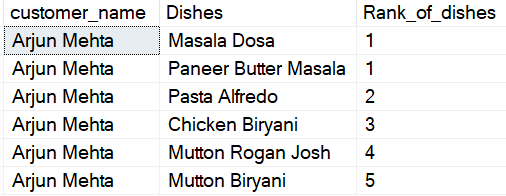 customer_name Dishes Rank_of_dishes
Arjun Mehta Masala Dosa 1
Arjun Mehta Paneer Butter Masala 1
Arjun Mehta Pasta Alfredo 2
Arjun Mehta Chicken Biryani 3
Arjun Mehta Mutton Rogan Josh 4
Arjun Mehta Mutton Biryani 5